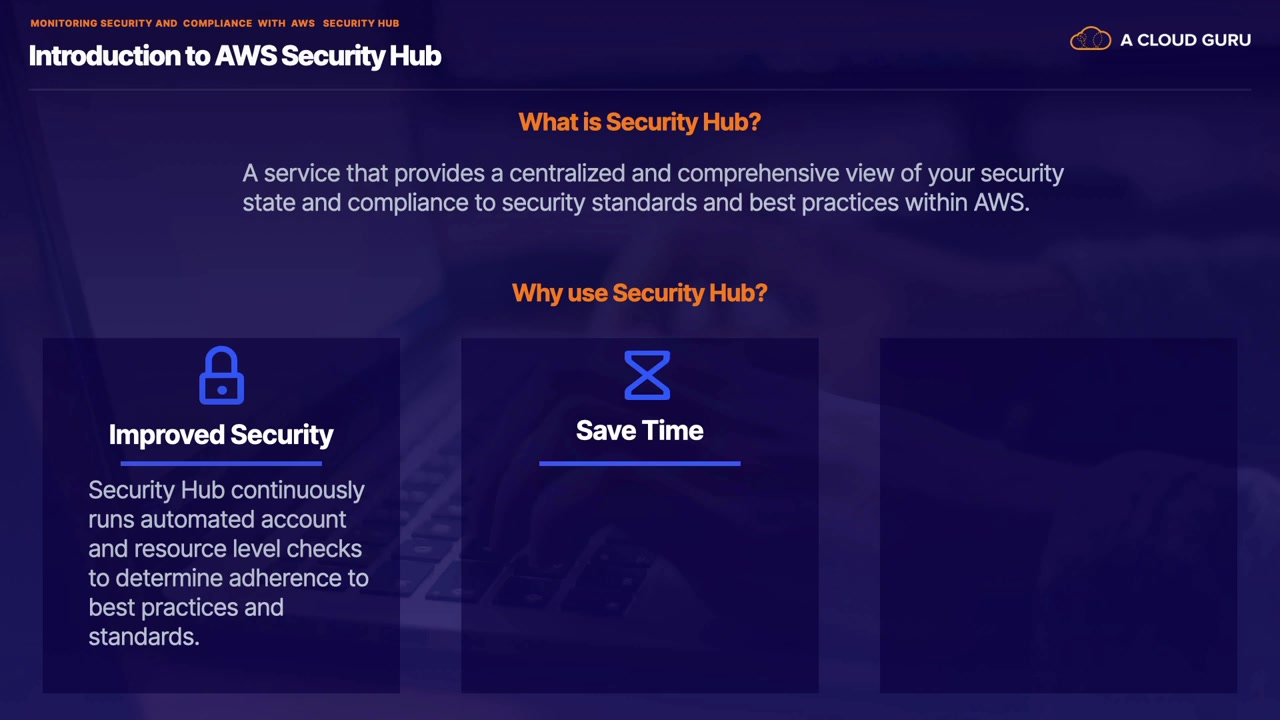 MONITORING SECURITY AND COMPLIANCE WITH AWS SECURITY HUB
Introduction to AWS Security Hub
A CLOUD GURU
What is Security Hub?
A service that provides a centralized and comprehensive view of your security
state and compliance to security standards and best practices within AWS.
Why use Security Hub?
Improved Security
Security Hub continuously
runs automated account
and resource level checks
to determine adherence to
best practices and
standards.
Save Time